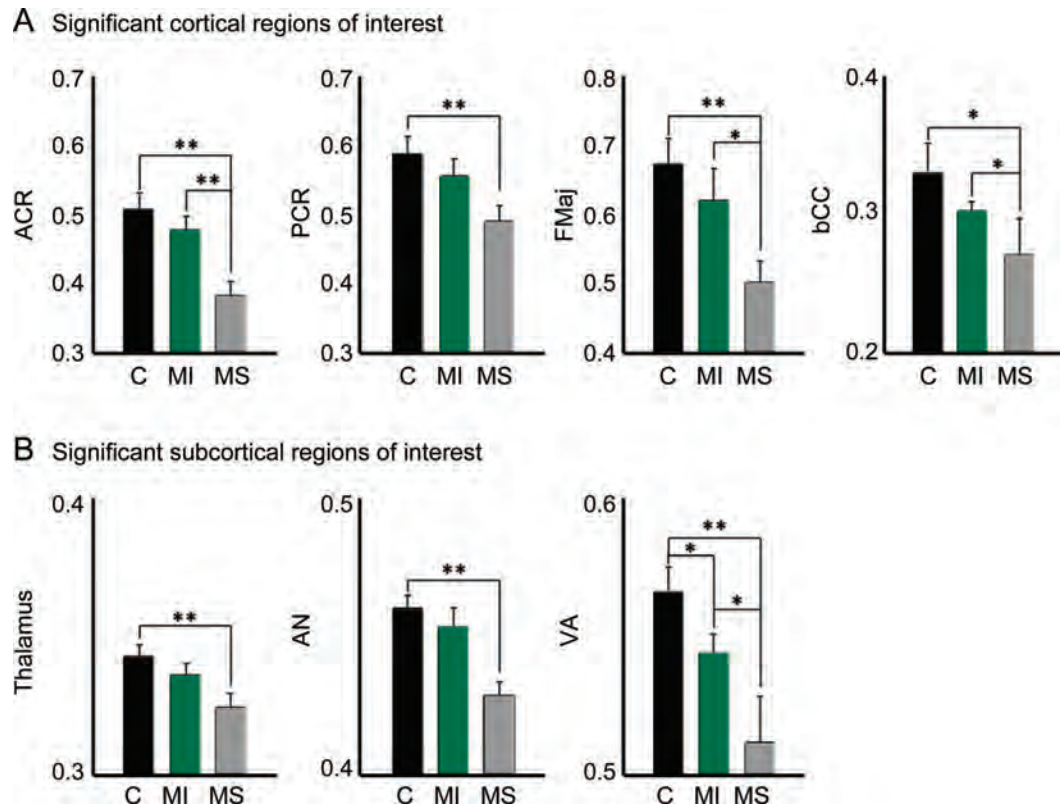 A Significant cortical regions of interest
0.7 0.7 0.8 0.4
** ** ** *
0.6 0.6 0.7
** * *
ACR 0.5 PCR 0.5 FMaj 0.6 bCC 0.3
0.4 0.4 0.5
0.3 0.3 0.4 0.2
C MI MS C MI MS C MI MS C MI MS
B Significant subcortical regions of interest
0.4 0.5 0.6
** ** ** * *
Thalamus AN VA
0.3 0.4 0.5
C MI MS C MI MS C MI MS